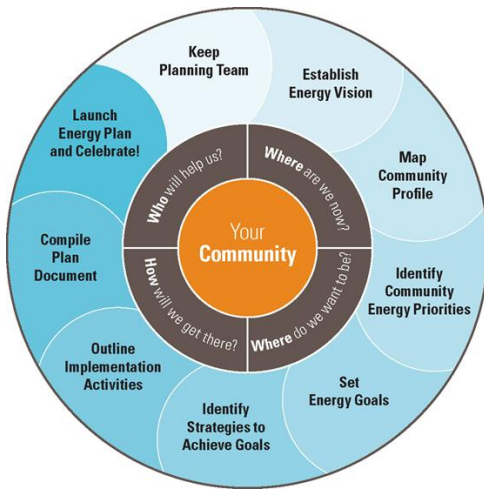 Keep
Planning Team
Establish
Energy Vision
Map
Community
Profile
Identify
Community
Energy Priorities
Set
Energy Goals
Identify
Strategies to
Achieve Goals
Outline
Implementation
Activities
Compile
Plan
Document
Launch
Energy Plan
and Celebrate!
Who will help us?
Where are we now?
Where do we want to be?
How will we get there?
Your
Community